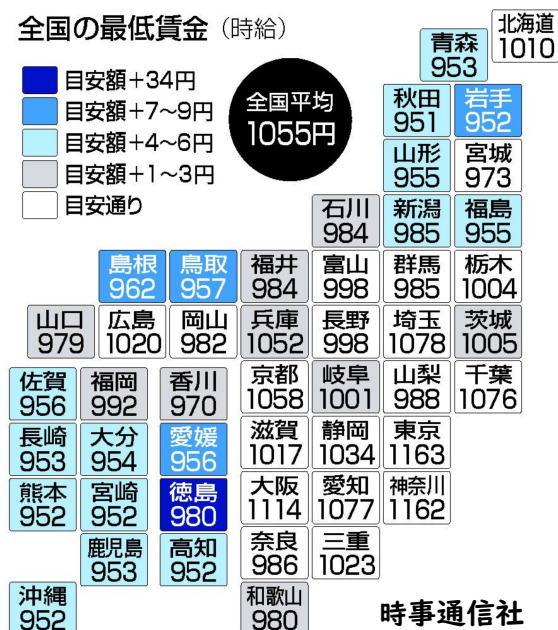 全国の最低賃金（時給）
目安額＋34円
目安額＋7～9円
目安額＋4～6円
目安額＋1～3円
目安通り
全国平均
1055円
北海道
1010
青森
953
秋田
951
岩手
952
山形
955
宮城
973
石川
984
新潟
985
福島
955
島根
962
鳥取
957
福井
984
富山
998
群馬
985
栃木
1004
山口
979
広島
1020
岡山
982
兵庫
1052
長野
998
埼玉
1078
茨城
1005
佐賀
956
福岡
992
香川
970
京都
1058
岐阜
1001
山梨
988
千葉
1076
長崎
953
大分
954
愛媛
956
滋賀
1017
静岡
1034
東京
1163
熊本
952
宮崎
952
徳島
980
大阪
1114
愛知
1077
神奈川
1162
鹿児島
953
高知
952
奈良
986
三重
1023
沖縄
952
和歌山
980
時事通信社